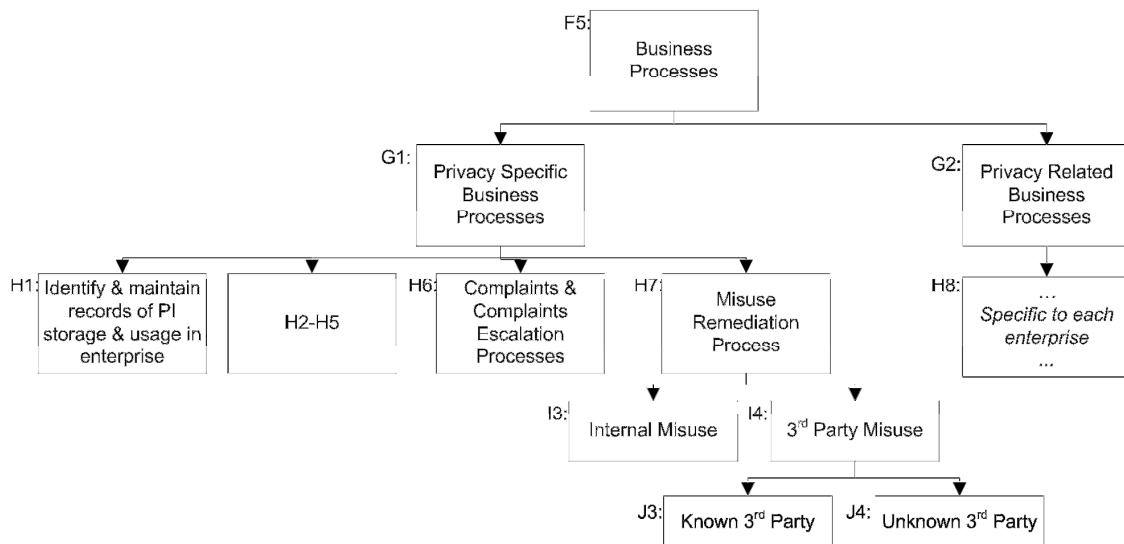 F5:
Business
Processes
G1:
Privacy Specific
Business
Processes
G2:
Privacy Related
Business
Processes
H1:
Identify & maintain
records of PI
storage & usage in
enterprise
H2-H5
H6:
Complaints &
Complaints
Escalation
Processes
H7:
Misuse
Remediation
Process
H8:
...
Specific to each
enterprise
...
I3:
Internal Misuse
I4:
3rd Party Misuse
J3:
Known 3rd Party
J4:
Unknown 3rd Party